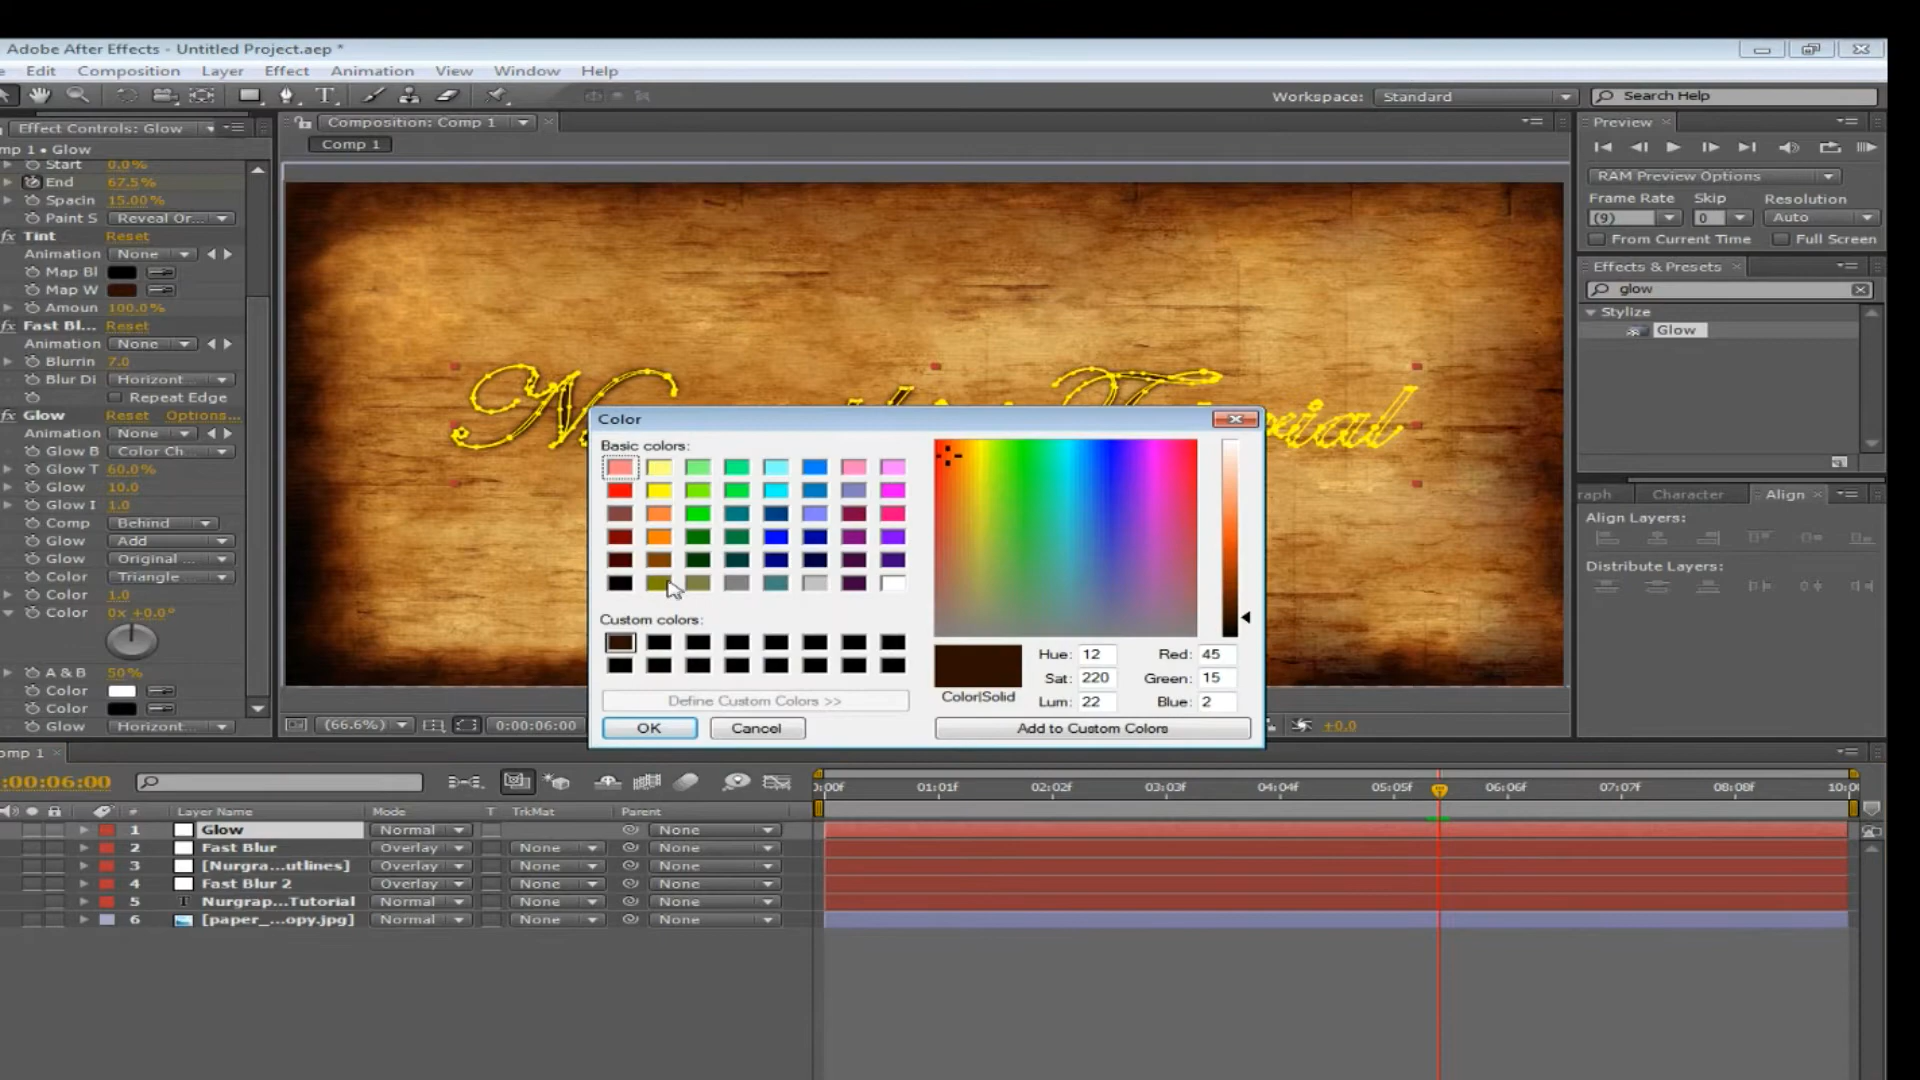 Adobe After Effects - Untitled Project.aep *
Edit Composition Layer Effect Animation View Window Help
Workspace: Standard Search Help
Effect Controls: Glow
Composition: Comp 1
Comp 1
mp 1 • Glow
Start 0.0%
End 67.5%
Spacin 15.00%
Paint S Reveal Or...
fx Tint Reset
Animation None
Map Bl
Map W
Amoun 100.0%
fx Fast Bl... Reset
Animation None
Blurrin 7.0
Blur Di Horizont...
Repeat Edge
fx Glow Reset Options...
Animation None
Glow B Color Ch...
Glow T 60.0%
Glow 10.0
Glow I 1.0
Comp Behind
Glow Add
Glow Original ...
Color Triangle
Color 1.0
Color 0x +0.0°
A & B 50%
Color
Color
Glow Horizont...
(66.6%) 0:00:06:00
+0.0
Color
Basic colors:
Custom colors:
Define Custom Colors >>
OK Cancel
Color|Solid
Hue: 12 Red: 45
Sat: 220 Green: 15
Lum: 22 Blue: 2
Add to Custom Colors
Preview
RAM Preview Options
Frame Rate Skip Resolution
(9) 0 Auto
From Current Time Full Screen
Effects & Presets
glow
Stylize
Glow
raph Character Align
Align Layers:
Distribute Layers:
omp 1
:00:06:00
# Layer Name Mode T TrkMat Parent
1 Glow Normal None
2 Fast Blur Overlay None None
3 [Nurgra...utlines] Overlay None None
4 Fast Blur 2 Overlay None None
5 Nurgrap...Tutorial Normal None None
6 [paper_...opy.jpg] Normal None None
):00f 01:01f 02:02f 03:03f 04:04f 05:05f 06:06f 07:07f 08:08f 10:0